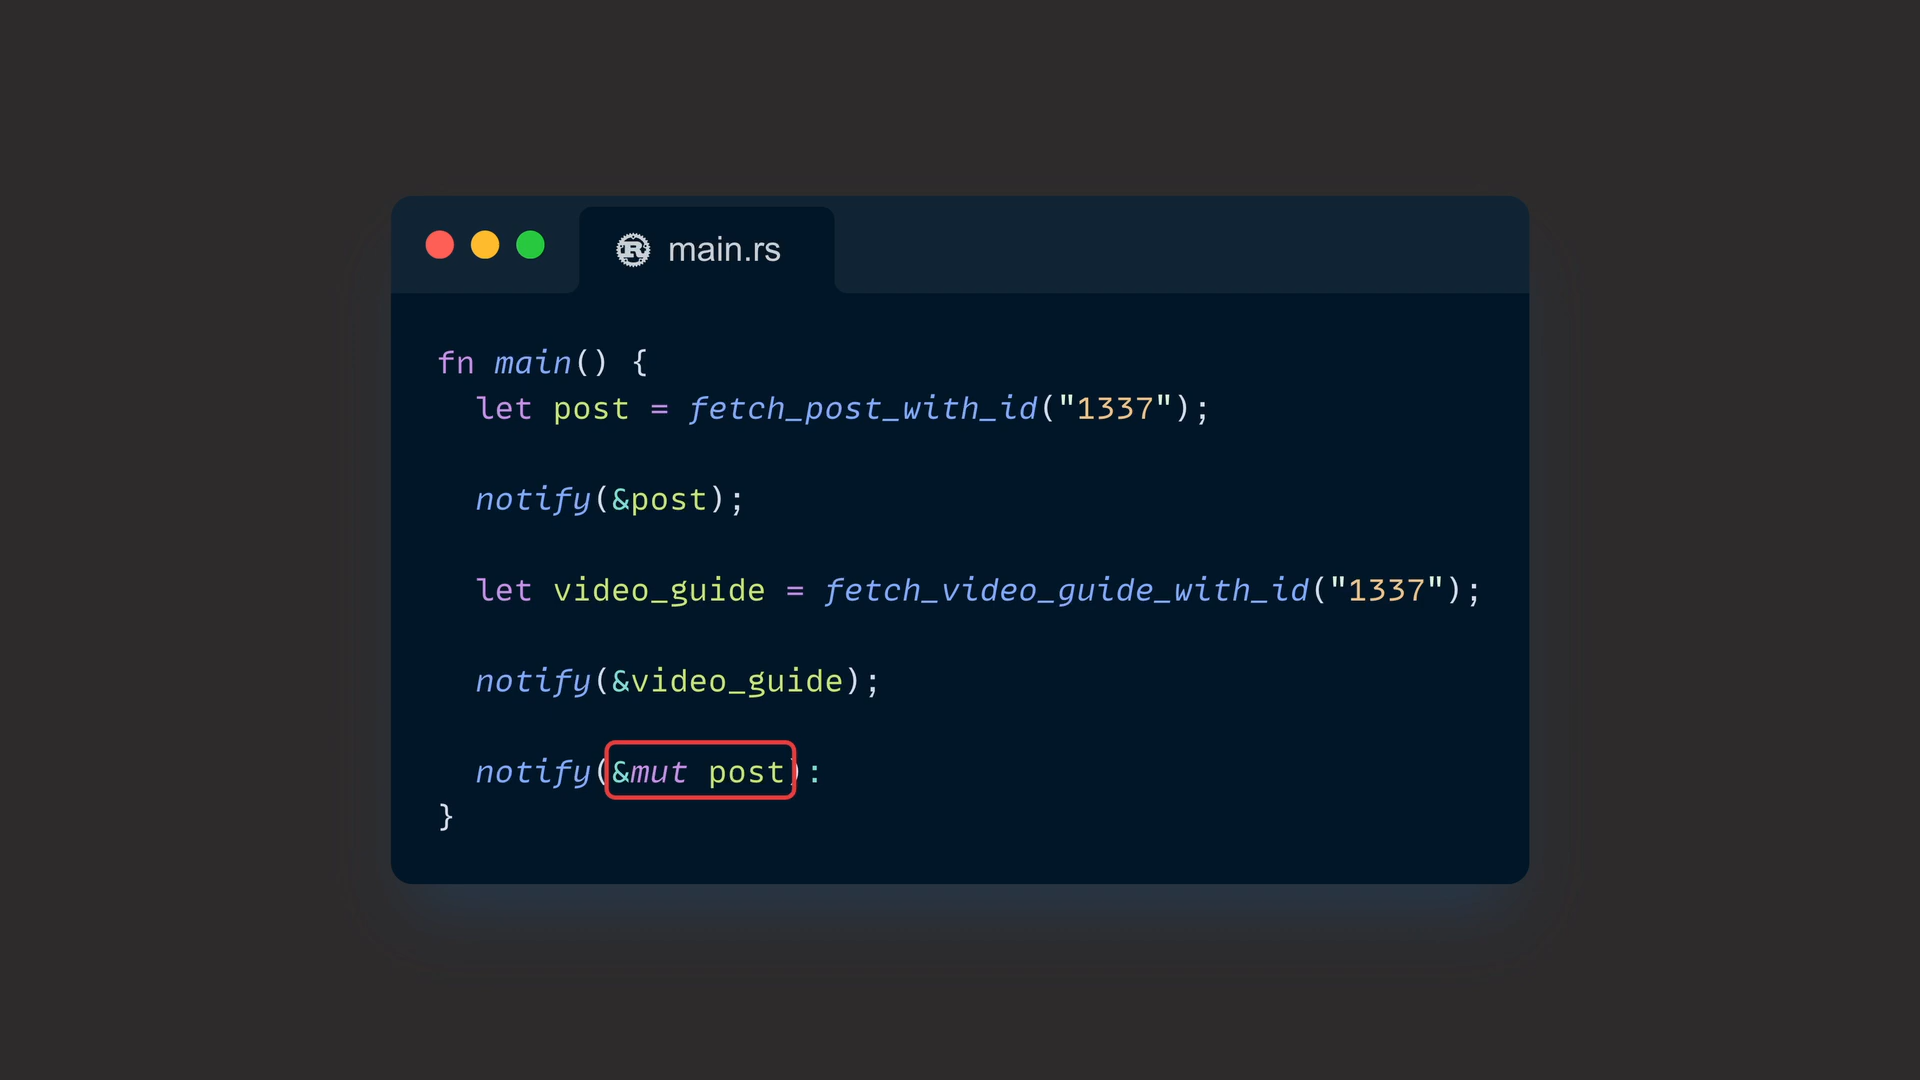 main.rs
fn main() {
let post = fetch_post_with_id("1337");
notify(&post);
let video_guide = fetch_video_guide_with_id("1337");
notify(&video_guide);
notify(&mut post):
}